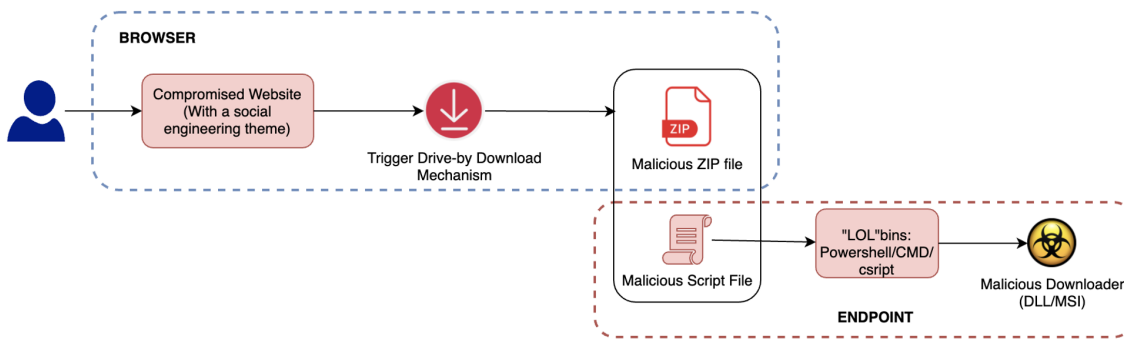 BROWSER
Compromised Website
(With a social
engineering theme)
Trigger Drive-by Download
Mechanism
ZIP
Malicious ZIP file
Malicious Script File
"LOL"bins:
Powershell/CMD/
csript
Malicious Downloader
(DLL/MSI)
ENDPOINT